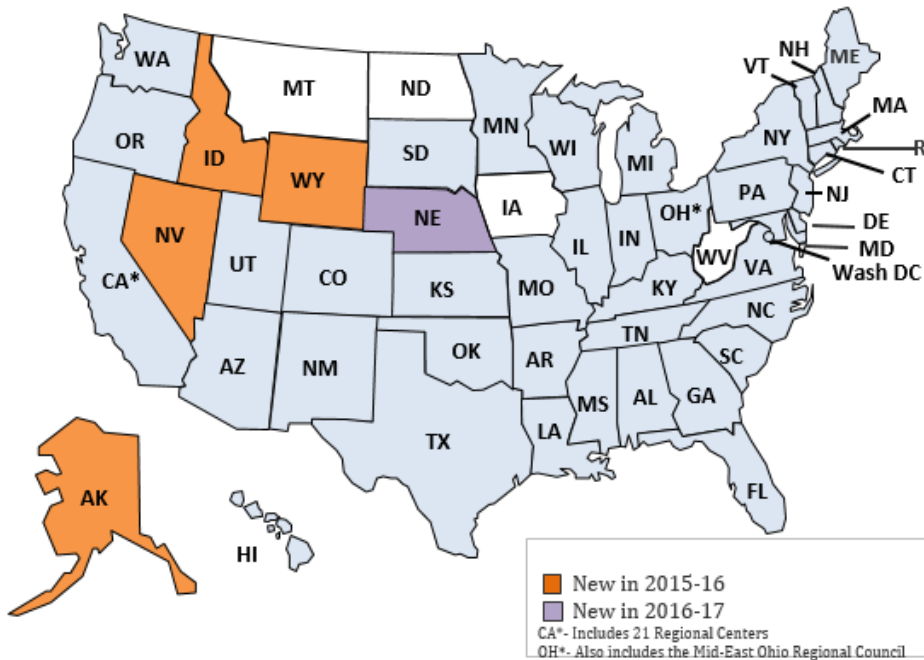 NH
ME
WA
VT
MT
ND
MA
MN
OR
NY
WI
SD
MI
R
ID
CT
WY
PA
IA
NJ
NE
OH*
NV
DE
IL
IN
WV
UT
MD
CO
VA
Wash DC
CA*
KS
MO
KY
NC
TN
OK
AR
SC
AZ
NM
MS
AL
GA
LA
TX
FL
AK
HI
New in 2015-16
New in 2016-17
CA*- Includes 21 Regional Centers
OH*- Also includes the Mid-East Ohio Regional Council